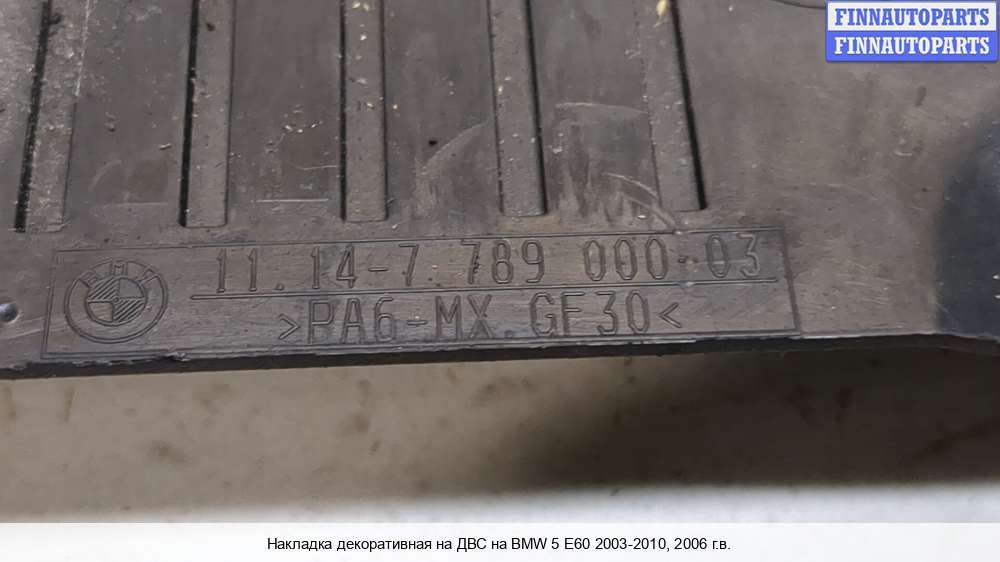 FINNAUTOPARTS
FINNAUTOPARTS
11.14-7.789 000-03
BMW
>PA6-MX.GF30<
Накладка декоративная на ДВС на BMW 5 E60 2003-2010, 2006 г.в.